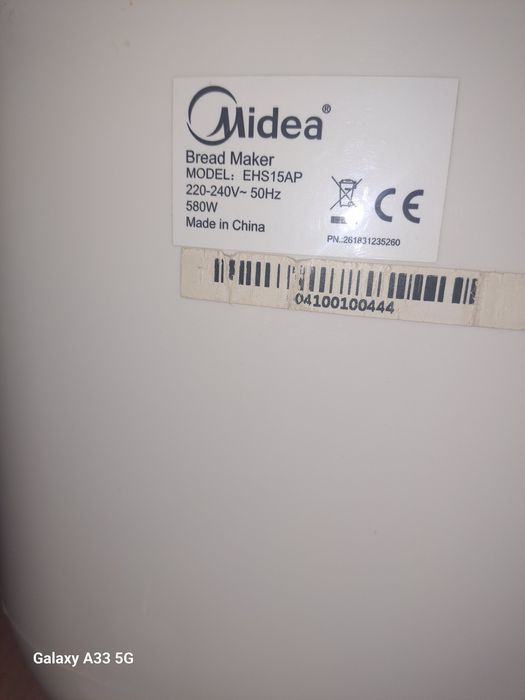 Midea®
Bread Maker
MODEL: EHS15AP
220-240V~ 50Hz
580W
Made in China
CE
PN.:261831235260
04100100444
Galaxy A33 5G